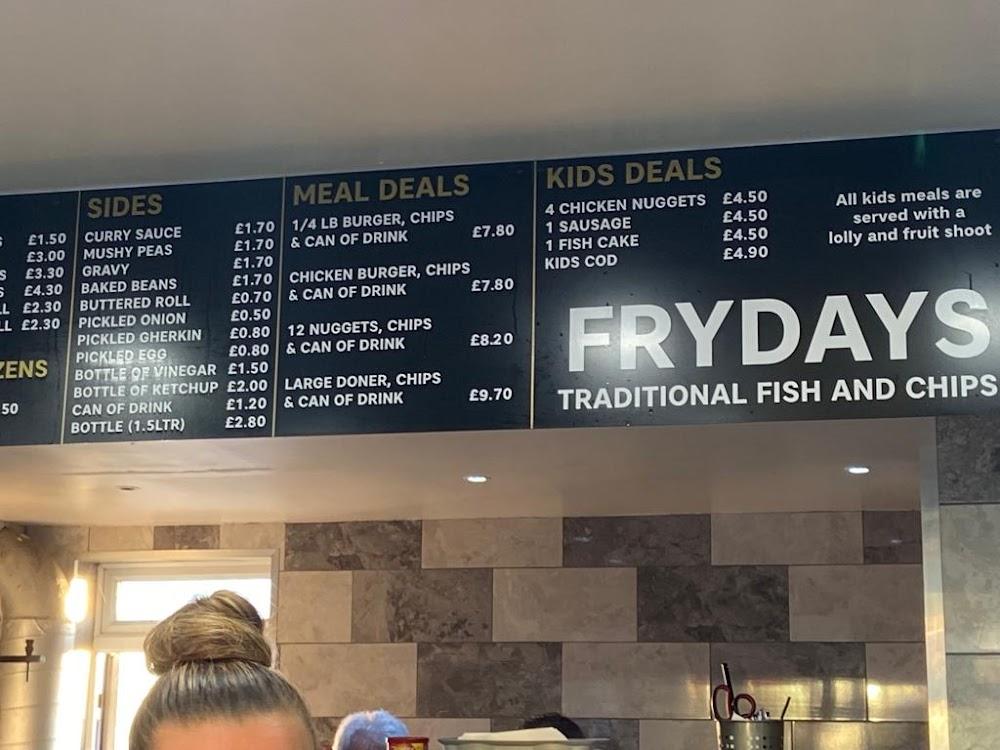 £1.50
£3.00
£3.30
£4.30
£2.30
£2.30
ZENS
50
SIDES
CURRY SAUCE £1.70
MUSHY PEAS £1.70
GRAVY £1.70
BAKED BEANS £1.70
BUTTERED ROLL £0.70
PICKLED ONION £0.50
PICKLED GHERKIN £0.80
PICKLED EGG £0.80
BOTTLE OF VINEGAR £1.50
BOTTLE OF KETCHUP £2.00
CAN OF DRINK £1.20
BOTTLE (1.5LTR) £2.80
MEAL DEALS
1/4 LB BURGER, CHIPS
& CAN OF DRINK £7.80
CHICKEN BURGER, CHIPS
& CAN OF DRINK £7.80
12 NUGGETS, CHIPS
& CAN OF DRINK £8.20
LARGE DONER, CHIPS
& CAN OF DRINK £9.70
KIDS DEALS
4 CHICKEN NUGGETS £4.50
1 SAUSAGE £4.50
1 FISH CAKE £4.50
KIDS COD £4.90
All kids meals are
served with a
lolly and fruit shoot
FRYDAYS
TRADITIONAL FISH AND CHIPS